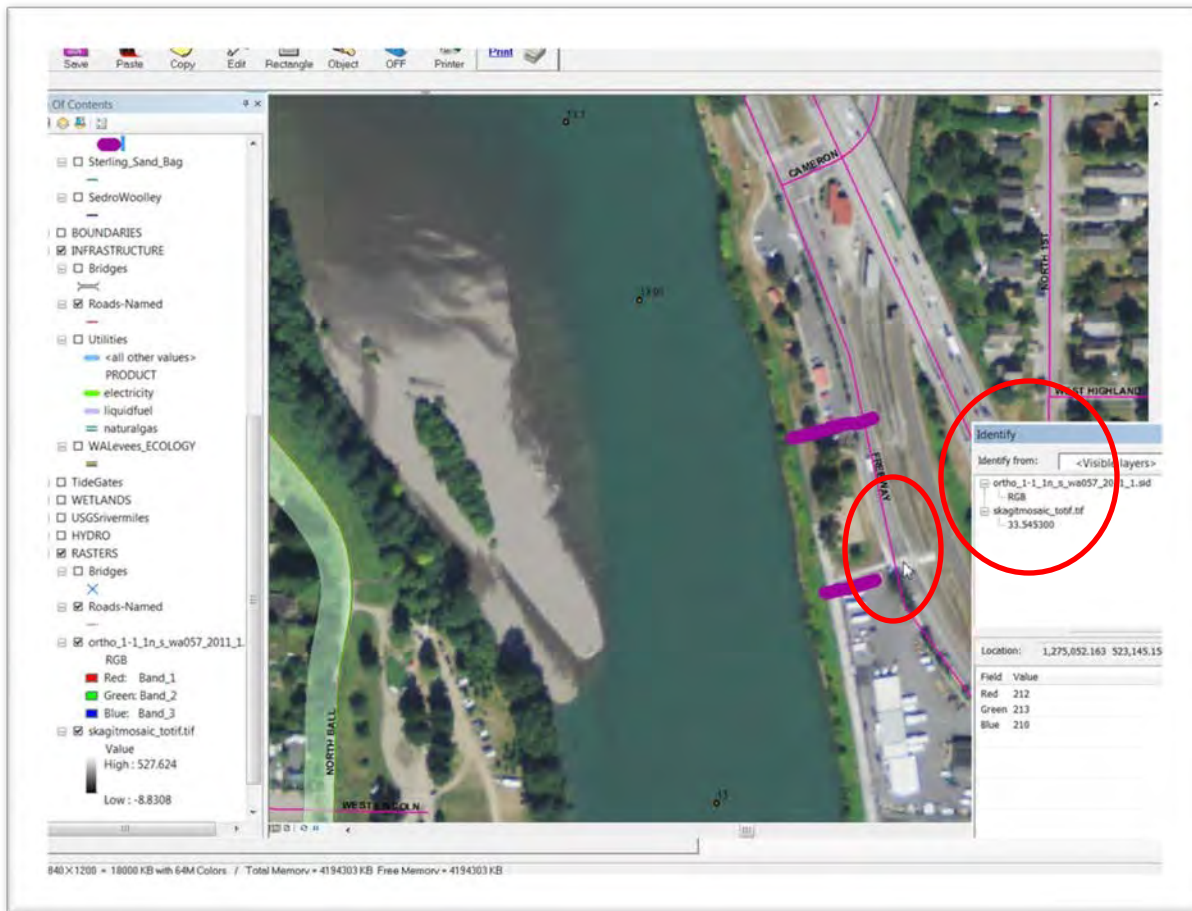 Save Paste Copy Edit Rectangle Object OFF Printer Print
Of Contents
Sterling_Sand_Bag
SedroWoolley
BOUNDARIES
INFRASTRUCTURE
Bridges
Roads-Named
Utilities
<all other values>
PRODUCT
electricity
liquidfuel
naturalgas
WALevees_ECOLOGY
TideGates
WETLANDS
USGSrivermiles
HYDRO
RASTERS
Bridges
Roads-Named
ortho_1-1_1n_s_wa057_2011_1.
RGB
Red: Band_1
Green: Band_2
Blue: Band_3
skagitmosaic_totif.tif
Value
High : 527.624
Low : -8.8308
CAMERON
NORTH 1ST
WEST HIGHLAND
FREEWAY
NORTH BALL
WEST LINCOLN
13
Identify
Identify from: <Visible layers>
ortho_1-1_1n_s_wa057_2011_1.sid
RGB
skagitmosaic_totif.tif
33.545300
Location: 1,275,052.163 523,145.15
Field Value
Red 212
Green 213
Blue 210
840×1200 = 18000 KB with 64M Colors / Total Memory = 4194303 KB Free Memory = 4194303 KB